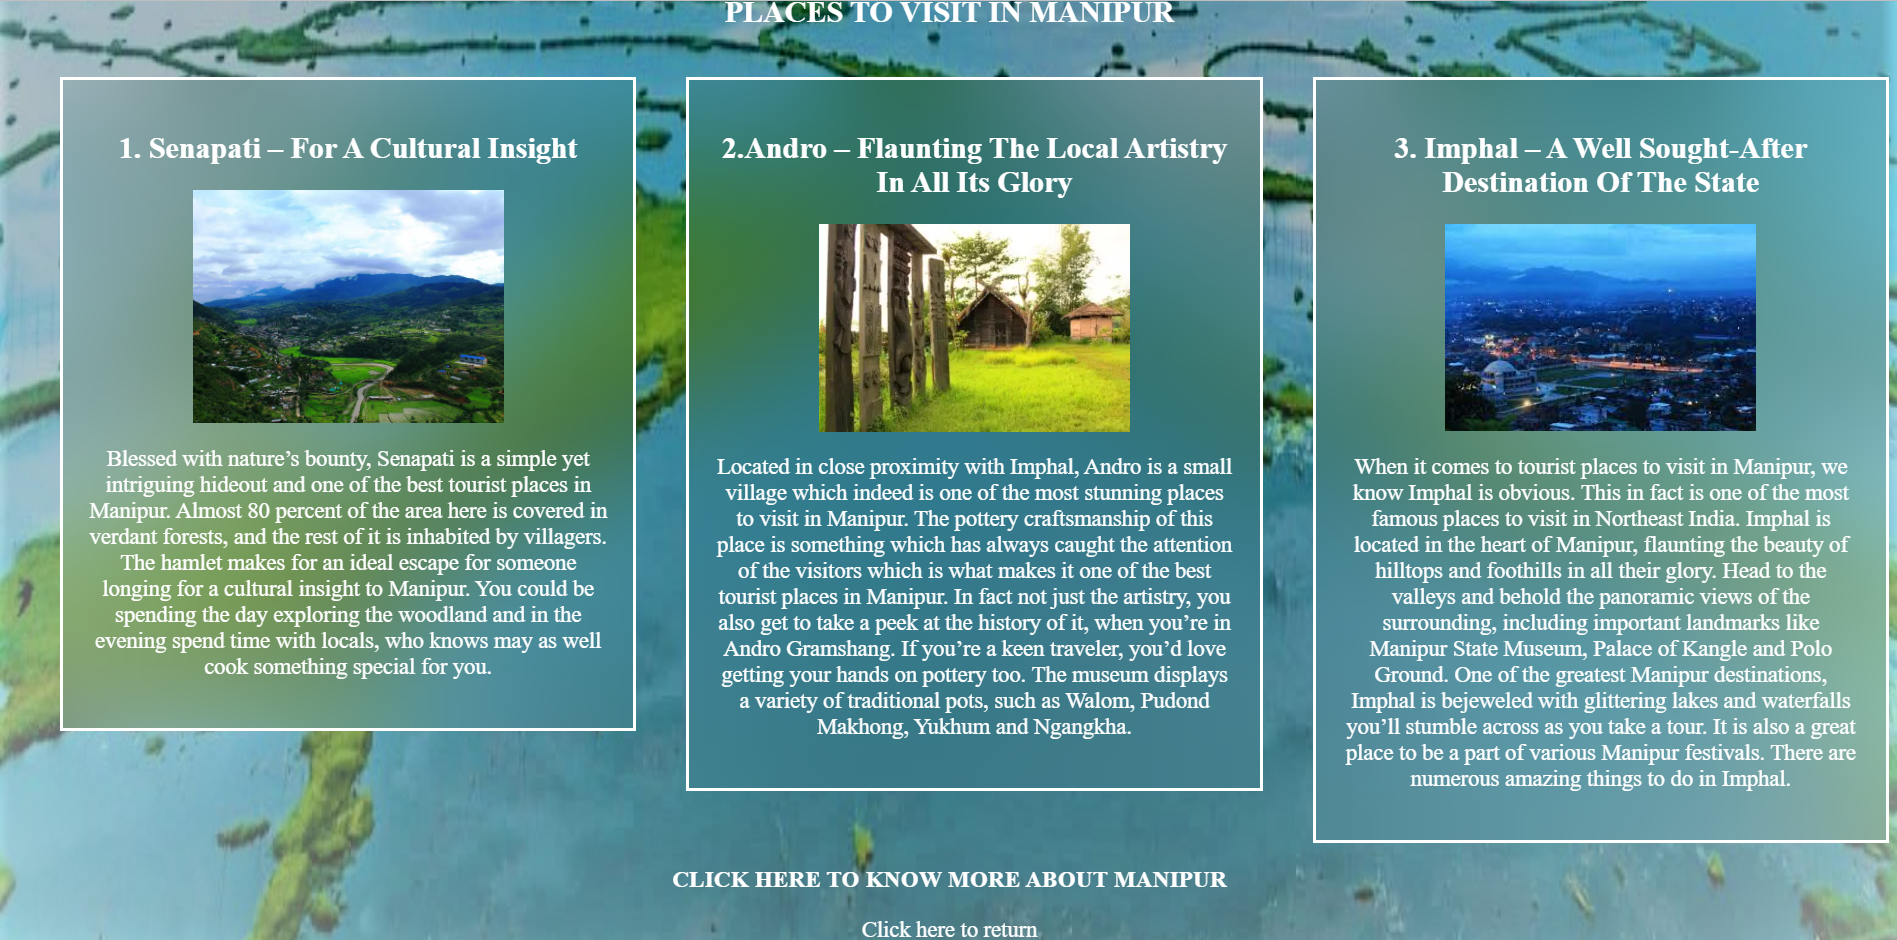 PLACES TO VISIT IN MANIPUR
1. Senapati – For A Cultural Insight
Blessed with nature’s bounty, Senapati is a simple yet
intriguing hideout and one of the best tourist places in
Manipur. Almost 80 percent of the area here is covered in
verdant forests, and the rest of it is inhabited by villagers.
The hamlet makes for an ideal escape for someone
longing for a cultural insight to Manipur. You could be
spending the day exploring the woodland and in the
evening spend time with locals, who knows may as well
cook something special for you.
2.Andro – Flaunting The Local Artistry
In All Its Glory
Located in close proximity with Imphal, Andro is a small
village which indeed is one of the most stunning places
to visit in Manipur. The pottery craftsmanship of this
place is something which has always caught the attention
of the visitors which is what makes it one of the best
tourist places in Manipur. In fact not just the artistry, you
also get to take a peek at the history of it, when you’re in
Andro Gramshang. If you’re a keen traveler, you’d love
getting your hands on pottery too. The museum displays
a variety of traditional pots, such as Walom, Pudond
Makhong, Yukhum and Ngangkha.
3. Imphal – A Well Sought-After
Destination Of The State
When it comes to tourist places to visit in Manipur, we
know Imphal is obvious. This in fact is one of the most
famous places to visit in Northeast India. Imphal is
located in the heart of Manipur, flaunting the beauty of
hilltops and foothills in all their glory. Head to the
valleys and behold the panoramic views of the
surrounding, including important landmarks like
Manipur State Museum, Palace of Kangle and Polo
Ground. One of the greatest Manipur destinations,
Imphal is bejeweled with glittering lakes and waterfalls
you’ll stumble across as you take a tour. It is also a great
place to be a part of various Manipur festivals. There are
numerous amazing things to do in Imphal.
CLICK HERE TO KNOW MORE ABOUT MANIPUR
Click here to return